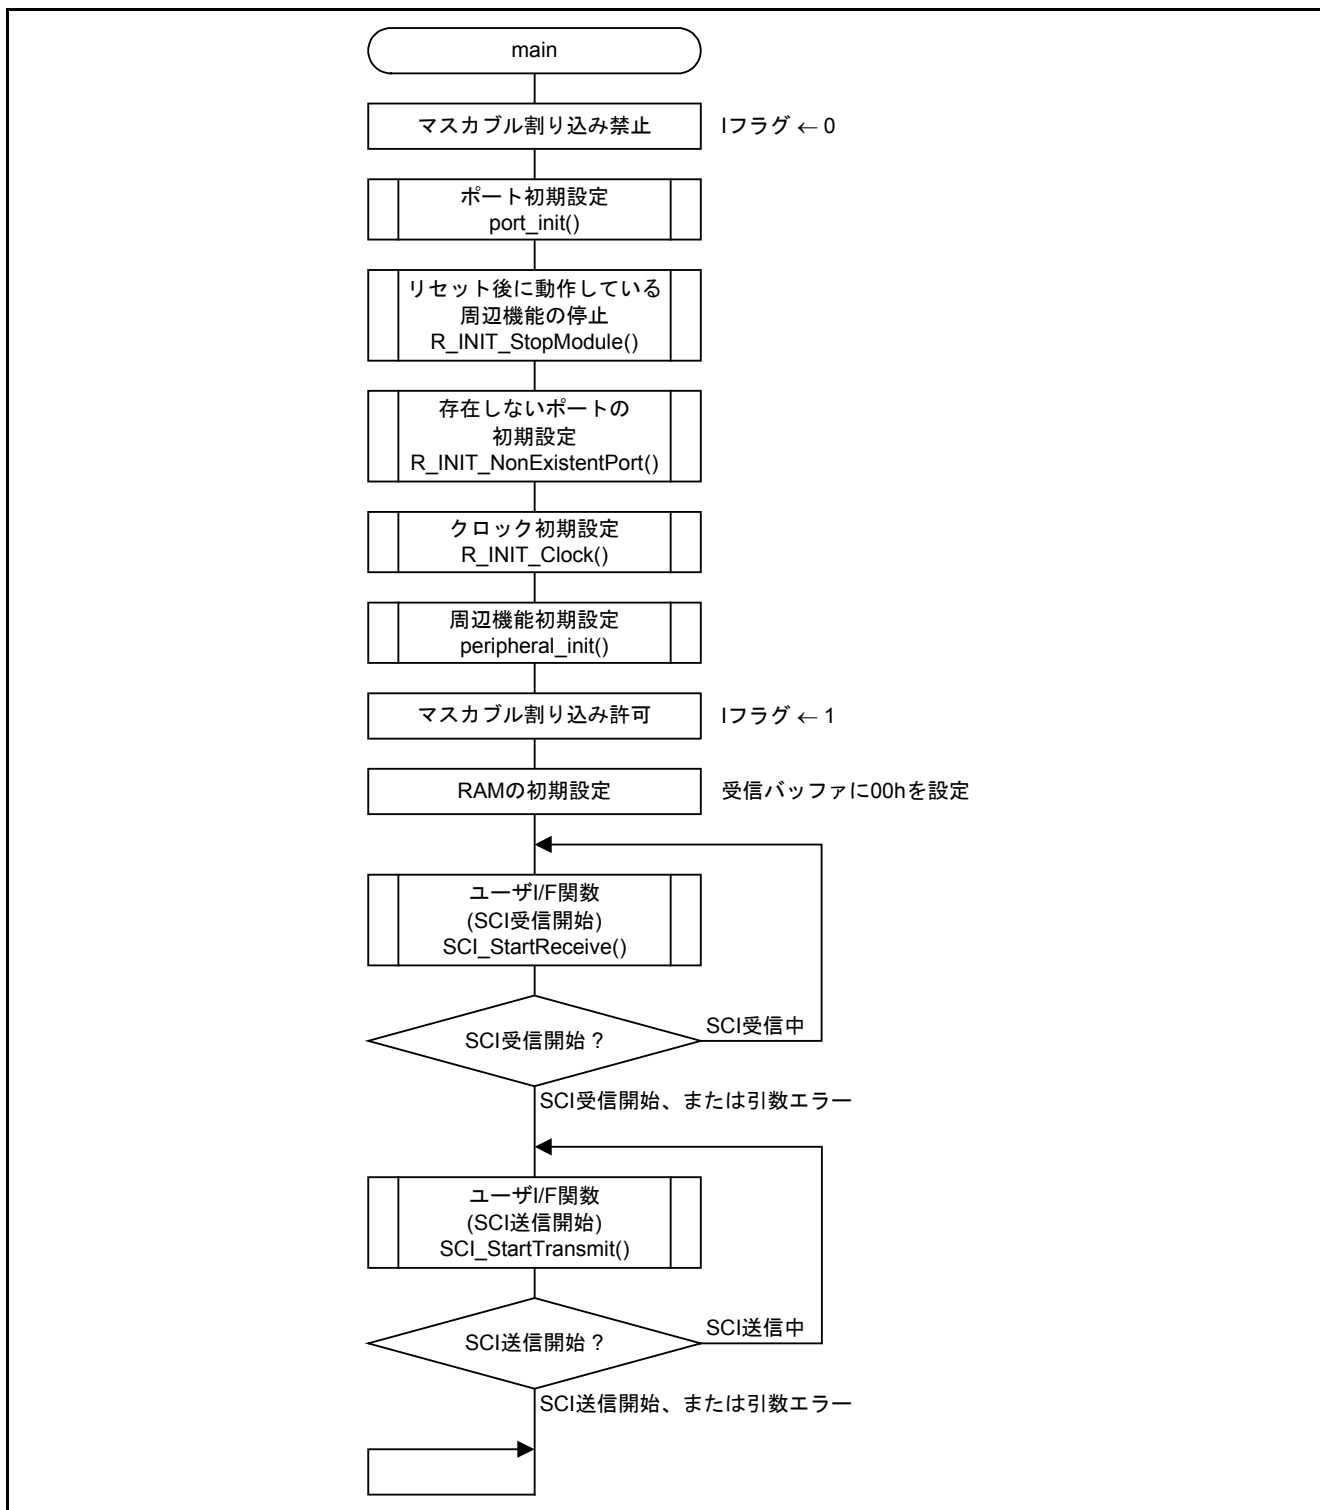 main
マスカブル割り込み禁止
Iフラグ ← 0
ポート初期設定
port_init()
リセット後に動作している
周辺機能の停止
R_INIT_StopModule()
存在しないポートの
初期設定
R_INIT_NonExistentPort()
クロック初期設定
R_INIT_Clock()
周辺機能初期設定
peripheral_init()
マスカブル割り込み許可
Iフラグ ← 1
RAMの初期設定
受信バッファに00hを設定
ユーザI/F関数
(SCI受信開始)
SCI_StartReceive()
SCI受信開始 ?
SCI受信中
SCI受信開始、または引数エラー
ユーザI/F関数
(SCI送信開始)
SCI_StartTransmit()
SCI送信開始 ?
SCI送信中
SCI送信開始、または引数エラー